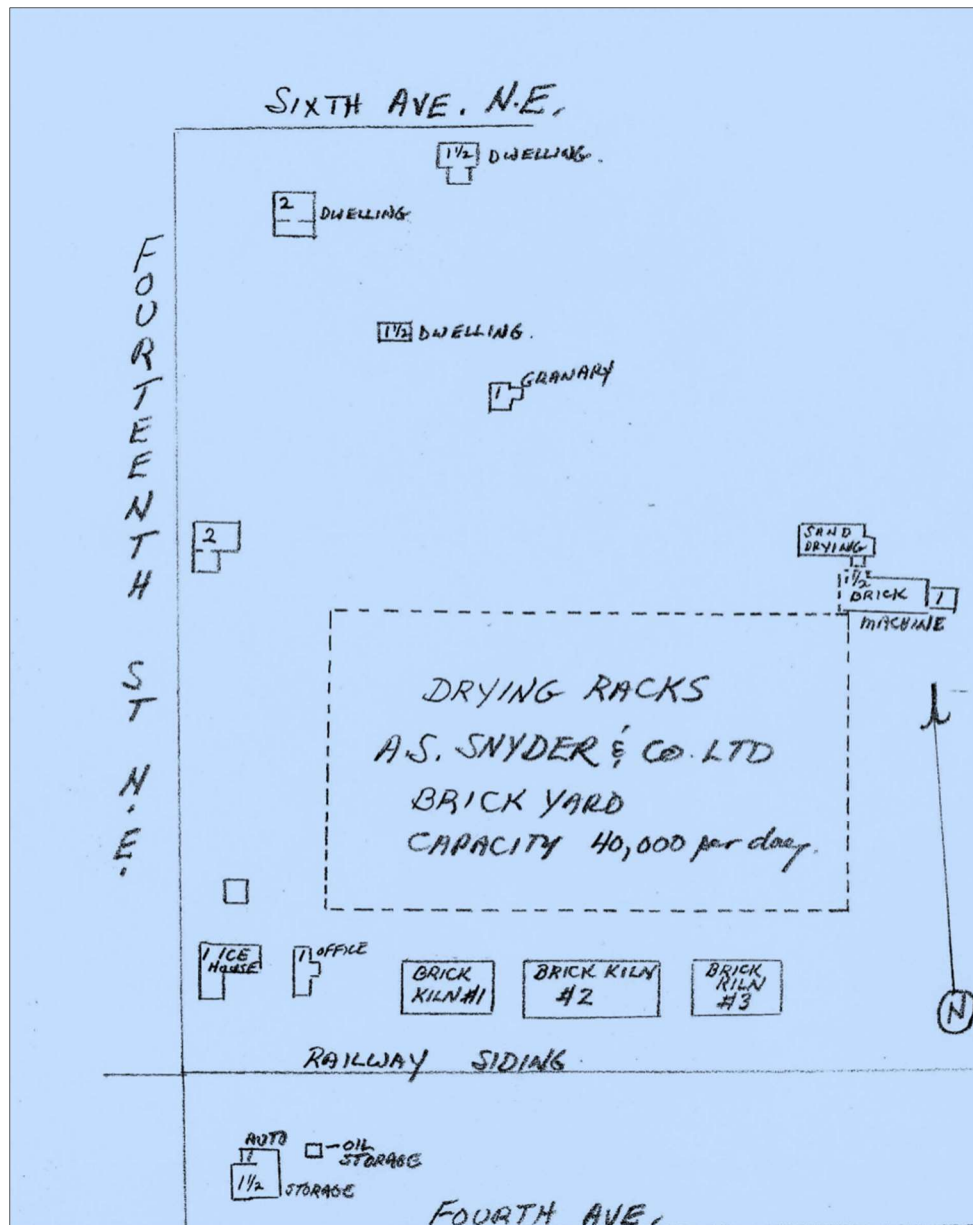 SIXTH AVE. N.E.
1½ DWELLING.
2 DWELLING
FOURTEENTH ST N.E.
1½ DWELLING.
1 GRANARY
2
SAND
DRYING
1½
BRICK 1
MACHINE
DRYING RACKS
A.S. SNYDER & CO. LTD
BRICK YARD
CAPACITY 40,000 per day.
1 ICE
HOUSE
1 OFFICE
BRICK
KILN #1
BRICK KILN
#2
BRICK
KILN
#3
N
RAILWAY SIDING
AUTO
1
1½ STORAGE
OIL
STORAGE
FOURTH AVE.